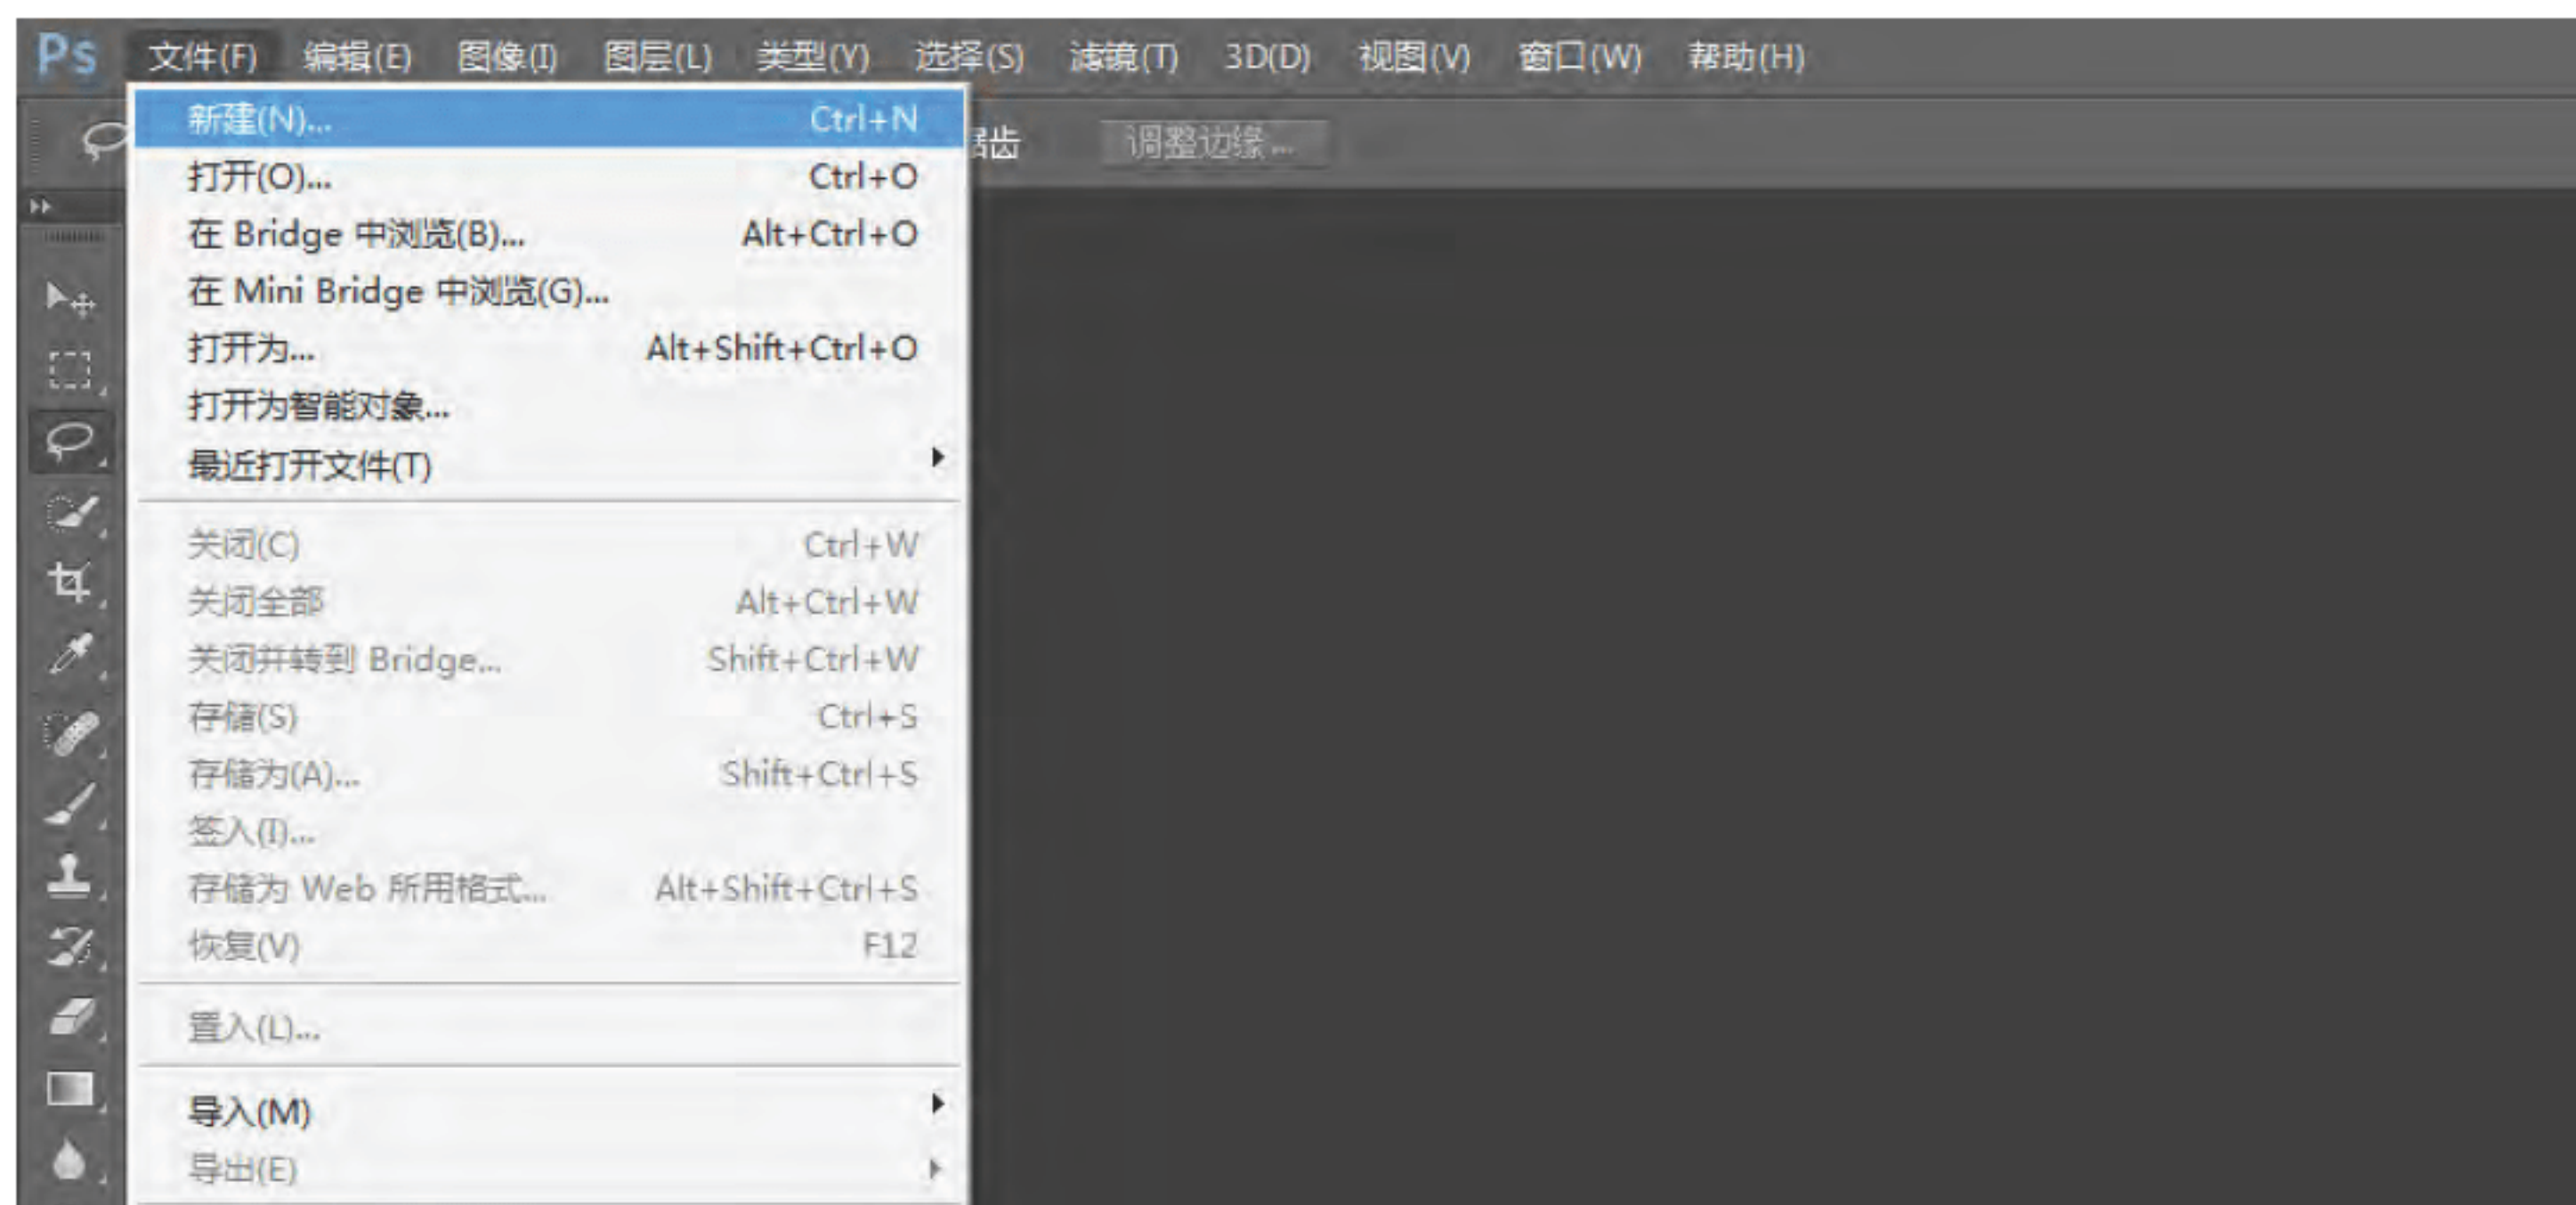 Ps 文件(F) 编辑(E) 图像(I) 图层(L) 类型(Y) 选择(S) 滤镜(T) 3D(D) 视图(V) 窗口(W) 帮助(H)
新建(N)... Ctrl+N
锯齿 调整边缘...
打开(O)... Ctrl+O
在 Bridge 中浏览(B)... Alt+Ctrl+O
在 Mini Bridge 中浏览(G)...
打开为... Alt+Shift+Ctrl+O
打开为智能对象...
最近打开文件(T)
关闭(C) Ctrl+W
关闭全部 Alt+Ctrl+W
关闭并转到 Bridge... Shift+Ctrl+W
存储(S) Ctrl+S
存储为(A)... Shift+Ctrl+S
签入(I)...
存储为 Web 所用格式... Alt+Shift+Ctrl+S
恢复(V) F12
置入(L)...
导入(M)
导出(E)